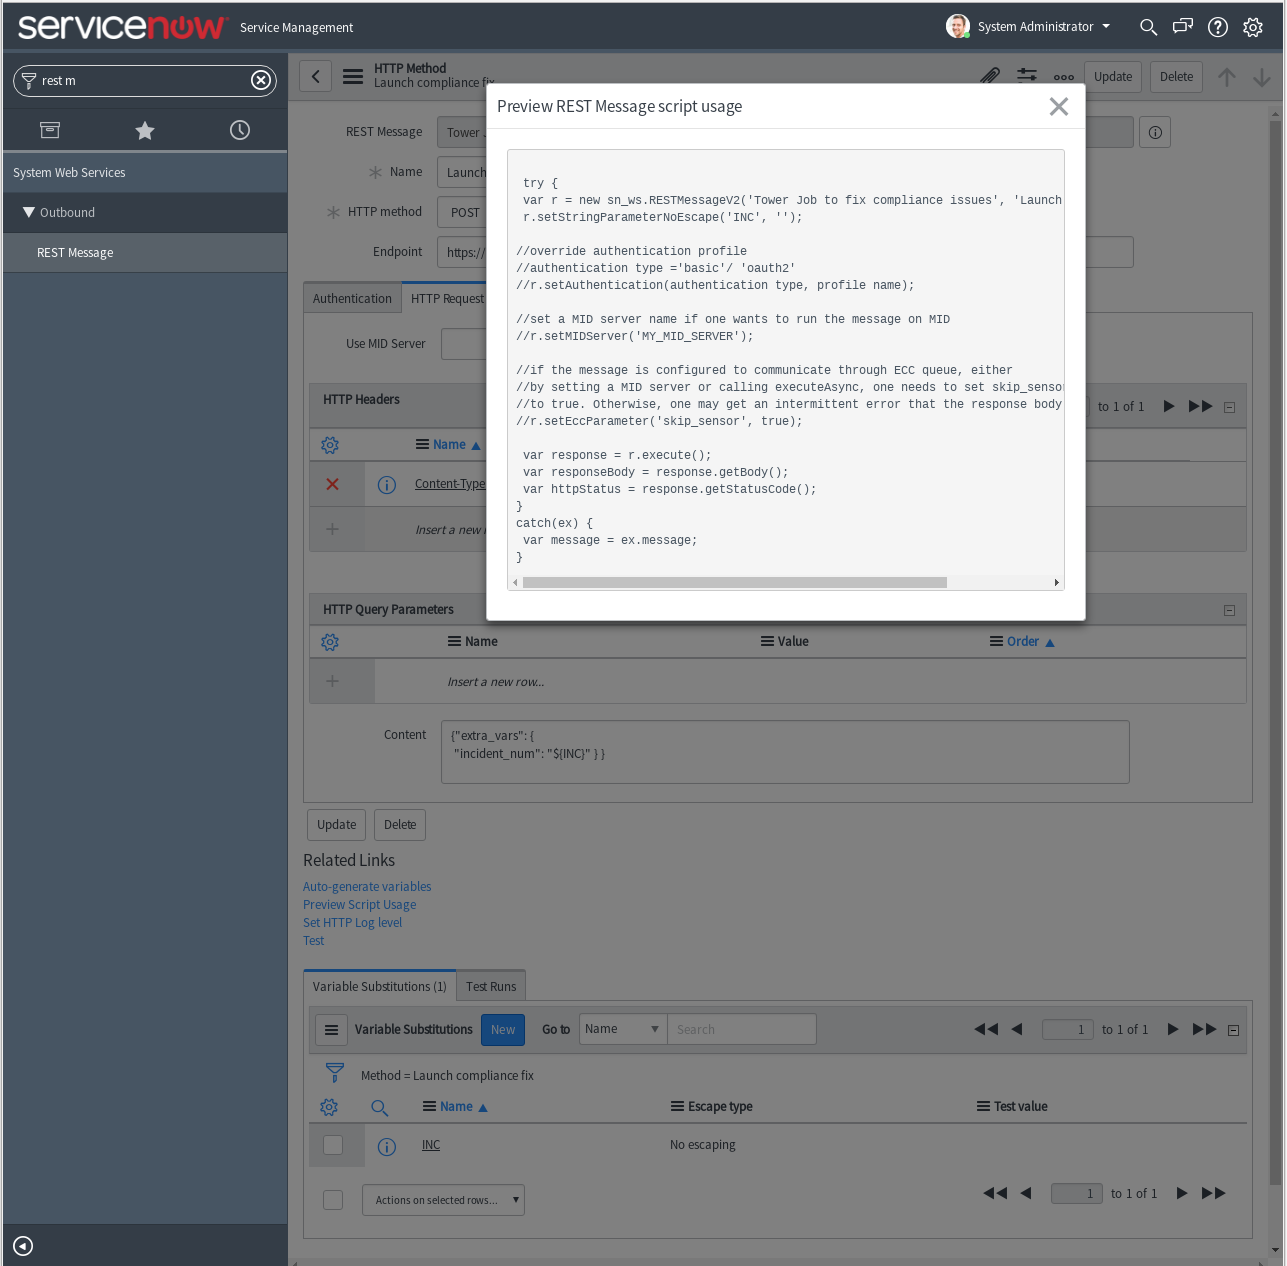 servicenow Service Management
System Administrator
rest m
HTTP Method
Launch compliance fix
Update Delete
System Web Services
Outbound
REST Message
Preview REST Message script usage
REST Message Tower
Name Launch
HTTP method POST
Endpoint https://
Authentication HTTP Request
Use MID Server
try {
var r = new sn_ws.RESTMessageV2('Tower Job to fix compliance issues', 'Launch
r.setStringParameterNoEscape('INC', '');
//override authentication profile
//authentication type ='basic'/ 'oauth2'
//r.setAuthentication(authentication type, profile name);
//set a MID server name if one wants to run the message on MID
//r.setMIDServer('MY_MID_SERVER');
//if the message is configured to communicate through ECC queue, either
//by setting a MID server or calling executeAsync, one needs to set skip_sensor
//to true. Otherwise, one may get an intermittent error that the response body
//r.setEccParameter('skip_sensor', true);
var response = r.execute();
var responseBody = response.getBody();
var httpStatus = response.getStatusCode();
}
catch(ex) {
var message = ex.message;
}
HTTP Headers to 1 of 1
Name
Content-Type
Insert a new
HTTP Query Parameters
Name Value Order
Insert a new row...
Content {"extra_vars": {
"incident_num": "${INC}" } }
Update Delete
Related Links
Auto-generate variables
Preview Script Usage
Set HTTP Log level
Test
Variable Substitutions (1) Test Runs
Variable Substitutions New Go to Name Search 1 to 1 of 1
Method = Launch compliance fix
Name Escape type Test value
INC No escaping
Actions on selected rows... 1 to 1 of 1